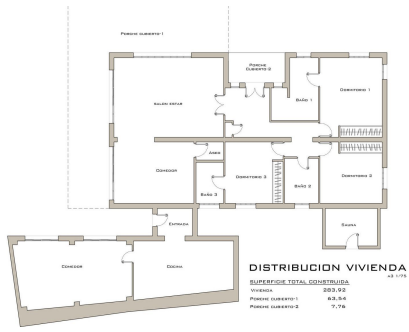 PORCHE CUBIERTO-1
PORCHE
CUBIERTO-2
SALON ESTAR
BAÑO 1
DORMITORIO 1
ASEO
COMEDOR
BAÑO 3
DORMITORIO 3
BAÑO 2
DORMITORIO 2
ENTRADA
SAUNA
COMEDOR
COCINA
DISTRIBUCION VIVIENDA
SUPERFICIE TOTAL CONSTRUIDA
VIVIENDA 283,92
PORCHE CUBIERTO-1 63,54
PORCHE CUBIERTO-2 7,76